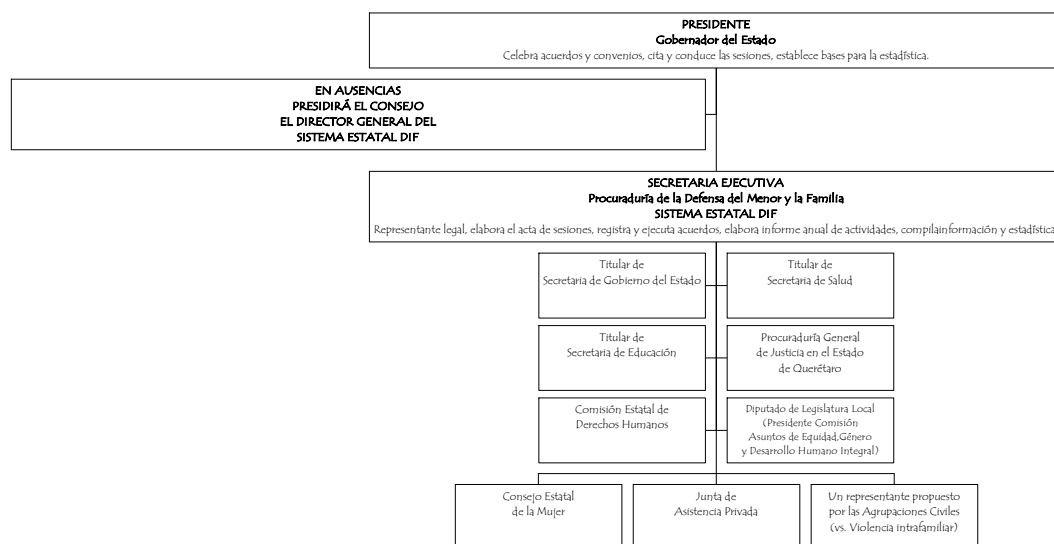 PRESIDENTE
Gobernador del Estado
Celebra acuerdos y convenios, cita y conduce las sesiones, establece bases para la estadística.
EN AUSENCIAS
PRESIDIRÁ EL CONSEJO
EL DIRECTOR GENERAL DEL
SISTEMA ESTATAL DIF
SECRETARIA EJECUTIVA
Procuraduría de la Defensa del Menor y la Familia
SISTEMA ESTATAL DIF
Representante legal, elabora el acta de sesiones, registra y ejecuta acuerdos, elabora informe anual de actividades, compilainformación y estadística
Titular de
Secretaria de Gobierno del Estado
Titular de
Secretaria de Salud
Titular de
Secretaria de Educación
Procuraduría General
de Justicia en el Estado
de Querétaro
Comisión Estatal de
Derechos Humanos
Diputado de Legislatura Local
(Presidente Comisión
Asuntos de Equidad,Género
y Desarrollo Humano Integral)
Consejo Estatal
de la Mujer
Junta de
Asistencia Privada
Un representante propuesto
por las Agrupaciones Civiles
(vs. Violencia intrafamiliar)